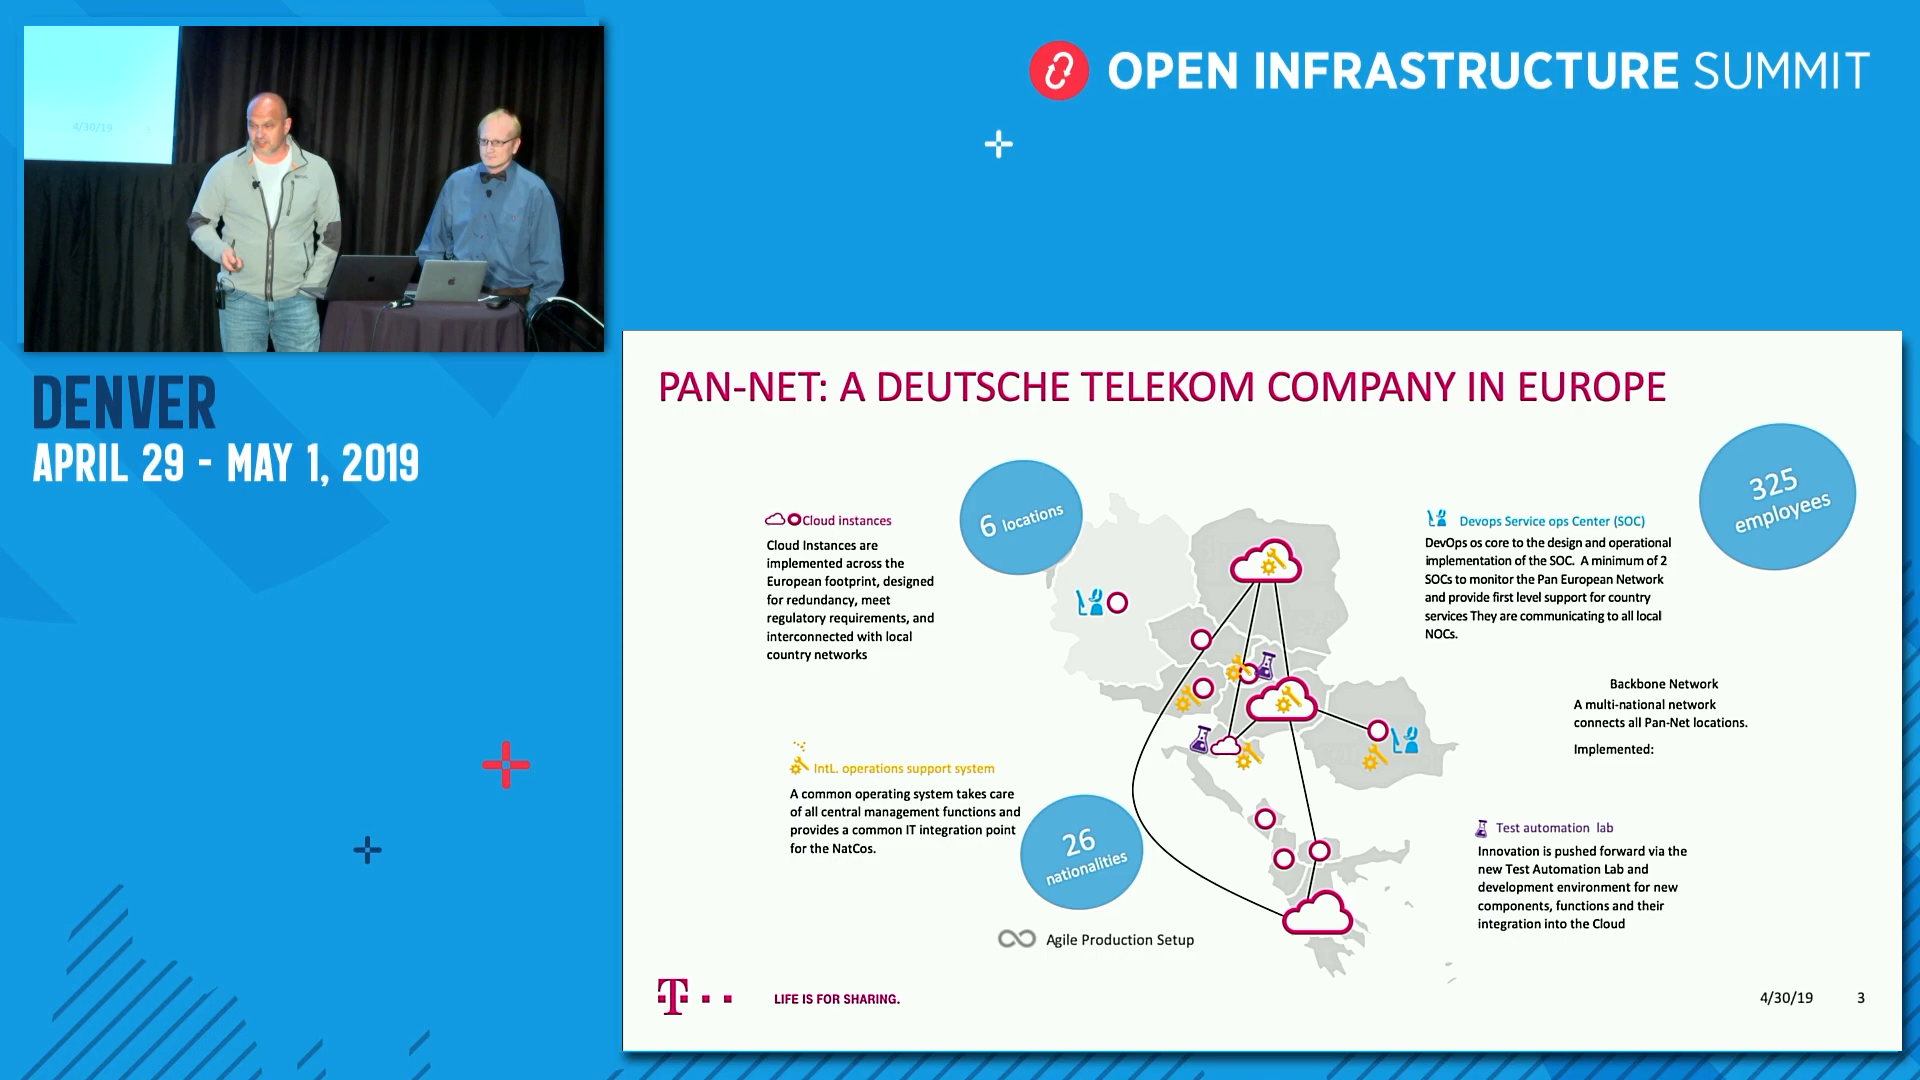 OPEN INFRASTRUCTURE SUMMIT
4/30/19
DENVER
APRIL 29 - MAY 1, 2019
PAN-NET: A DEUTSCHE TELEKOM COMPANY IN EUROPE
6 locations
325
employees
Cloud instances
Cloud Instances are
implemented across the
European footprint, designed
for redundancy, meet
regulatory requirements, and
interconnected with local
country networks
Devops Service ops Center (SOC)
DevOps os core to the design and operational
implementation of the SOC. A minimum of 2
SOCs to monitor the Pan European Network
and provide first level support for country
services They are communicating to all local
NOCs.
Backbone Network
A multi-national network
connects all Pan-Net locations.
Implemented:
IntL. operations support system
A common operating system takes care
of all central management functions and
provides a common IT integration point
for the NatCos.
26
nationalities
Test automation lab
Innovation is pushed forward via the
new Test Automation Lab and
development environment for new
components, functions and their
integration into the Cloud
Agile Production Setup
T
LIFE IS FOR SHARING.
4/30/19
3